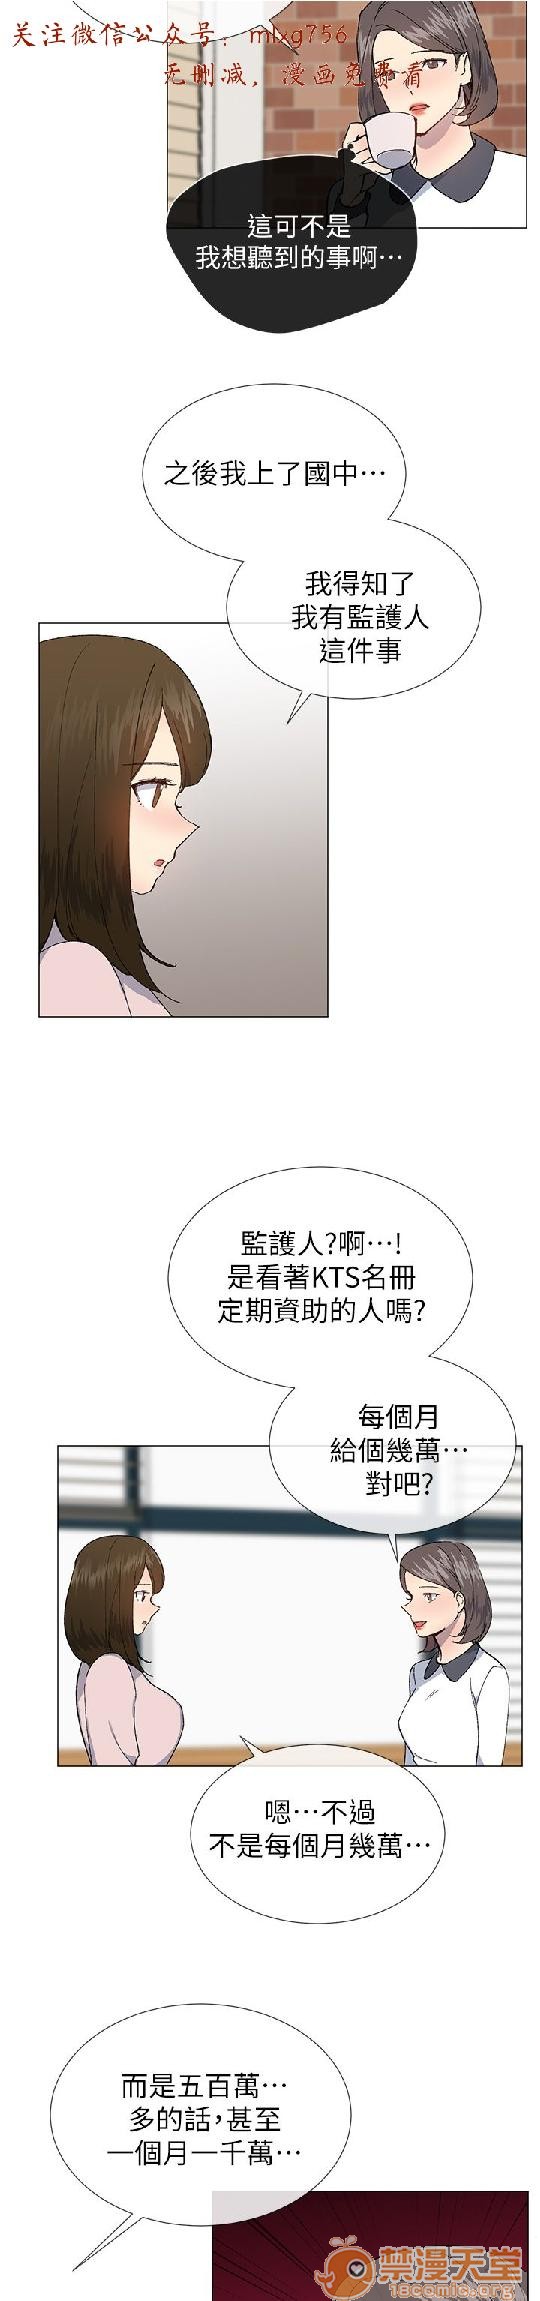 关注微信公众号：mlxg756
无删减，漫画免费看
這可不是
我想聽到的事啊⋯
之後我上了國中⋯
我得知了
我有監護人
這件事
監護人?啊⋯!
是看著KTS名冊
定期資助的人嗎?
每個月
給個幾萬⋯
對吧?
嗯⋯不過
不是每個月幾萬⋯
而是五百萬⋯
多的話，甚至
一個月一千萬⋯
禁漫天堂
18comic.org